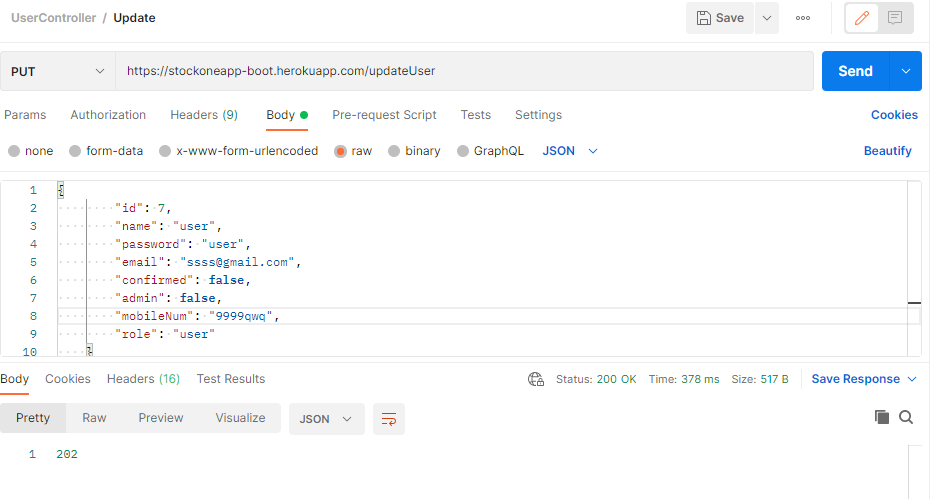 UserController / Update
Save
PUT
https://stockoneapp-boot.herokuapp.com/updateUser
Send
Params Authorization Headers (9) Body Pre-request Script Tests Settings Cookies
none form-data x-www-form-urlencoded raw binary GraphQL JSON Beautify
1 {
2 "id": 7,
3 "name": "user",
4 "password": "user",
5 "email": "ssss@gmail.com",
6 "confirmed": false,
7 "admin": false,
8 "mobileNum": "9999qwq",
9 "role": "user"
10 }
Body Cookies Headers (16) Test Results Status: 200 OK Time: 378 ms Size: 517 B Save Response
Pretty Raw Preview Visualize JSON
1 202